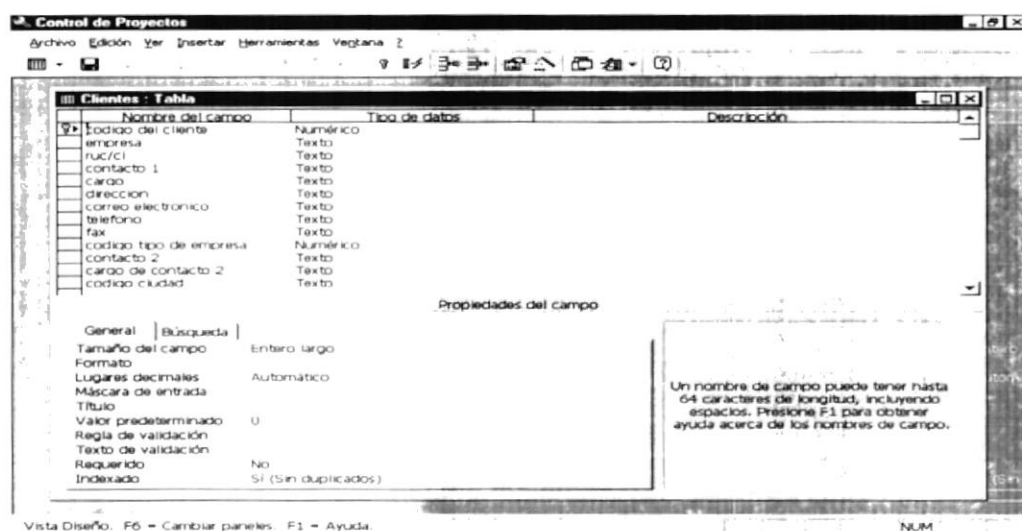 Control de Proyectos
Archivo Edición Ver Insertar Herramientas Ventana ?
Clientes : Tabla
Nombre del campo Tipo de datos Descripción
codigo del cliente Numérico
empresa Texto
ruc/ci Texto
contacto 1 Texto
cargo Texto
direccion Texto
correo electronico Texto
telefono Texto
fax Texto
codigo tipo de empresa Numérico
contacto 2 Texto
cargo de contacto 2 Texto
codigo ciudad Texto
Propiedades del campo
General Búsqueda
Tamaño del campo Entero largo
Formato
Lugares decimales Automático
Máscara de entrada
Título
Valor predeterminado 0
Regla de validación
Texto de validación
Requerido No
Indexado Sí (Sin duplicados)
Un nombre de campo puede tener hasta
64 caracteres de longitud, incluyendo
espacios. Presione F1 para obtener
ayuda acerca de los nombres de campo.
Vista Diseño. F6 = Cambiar paneles. F1 = Ayuda. NUM